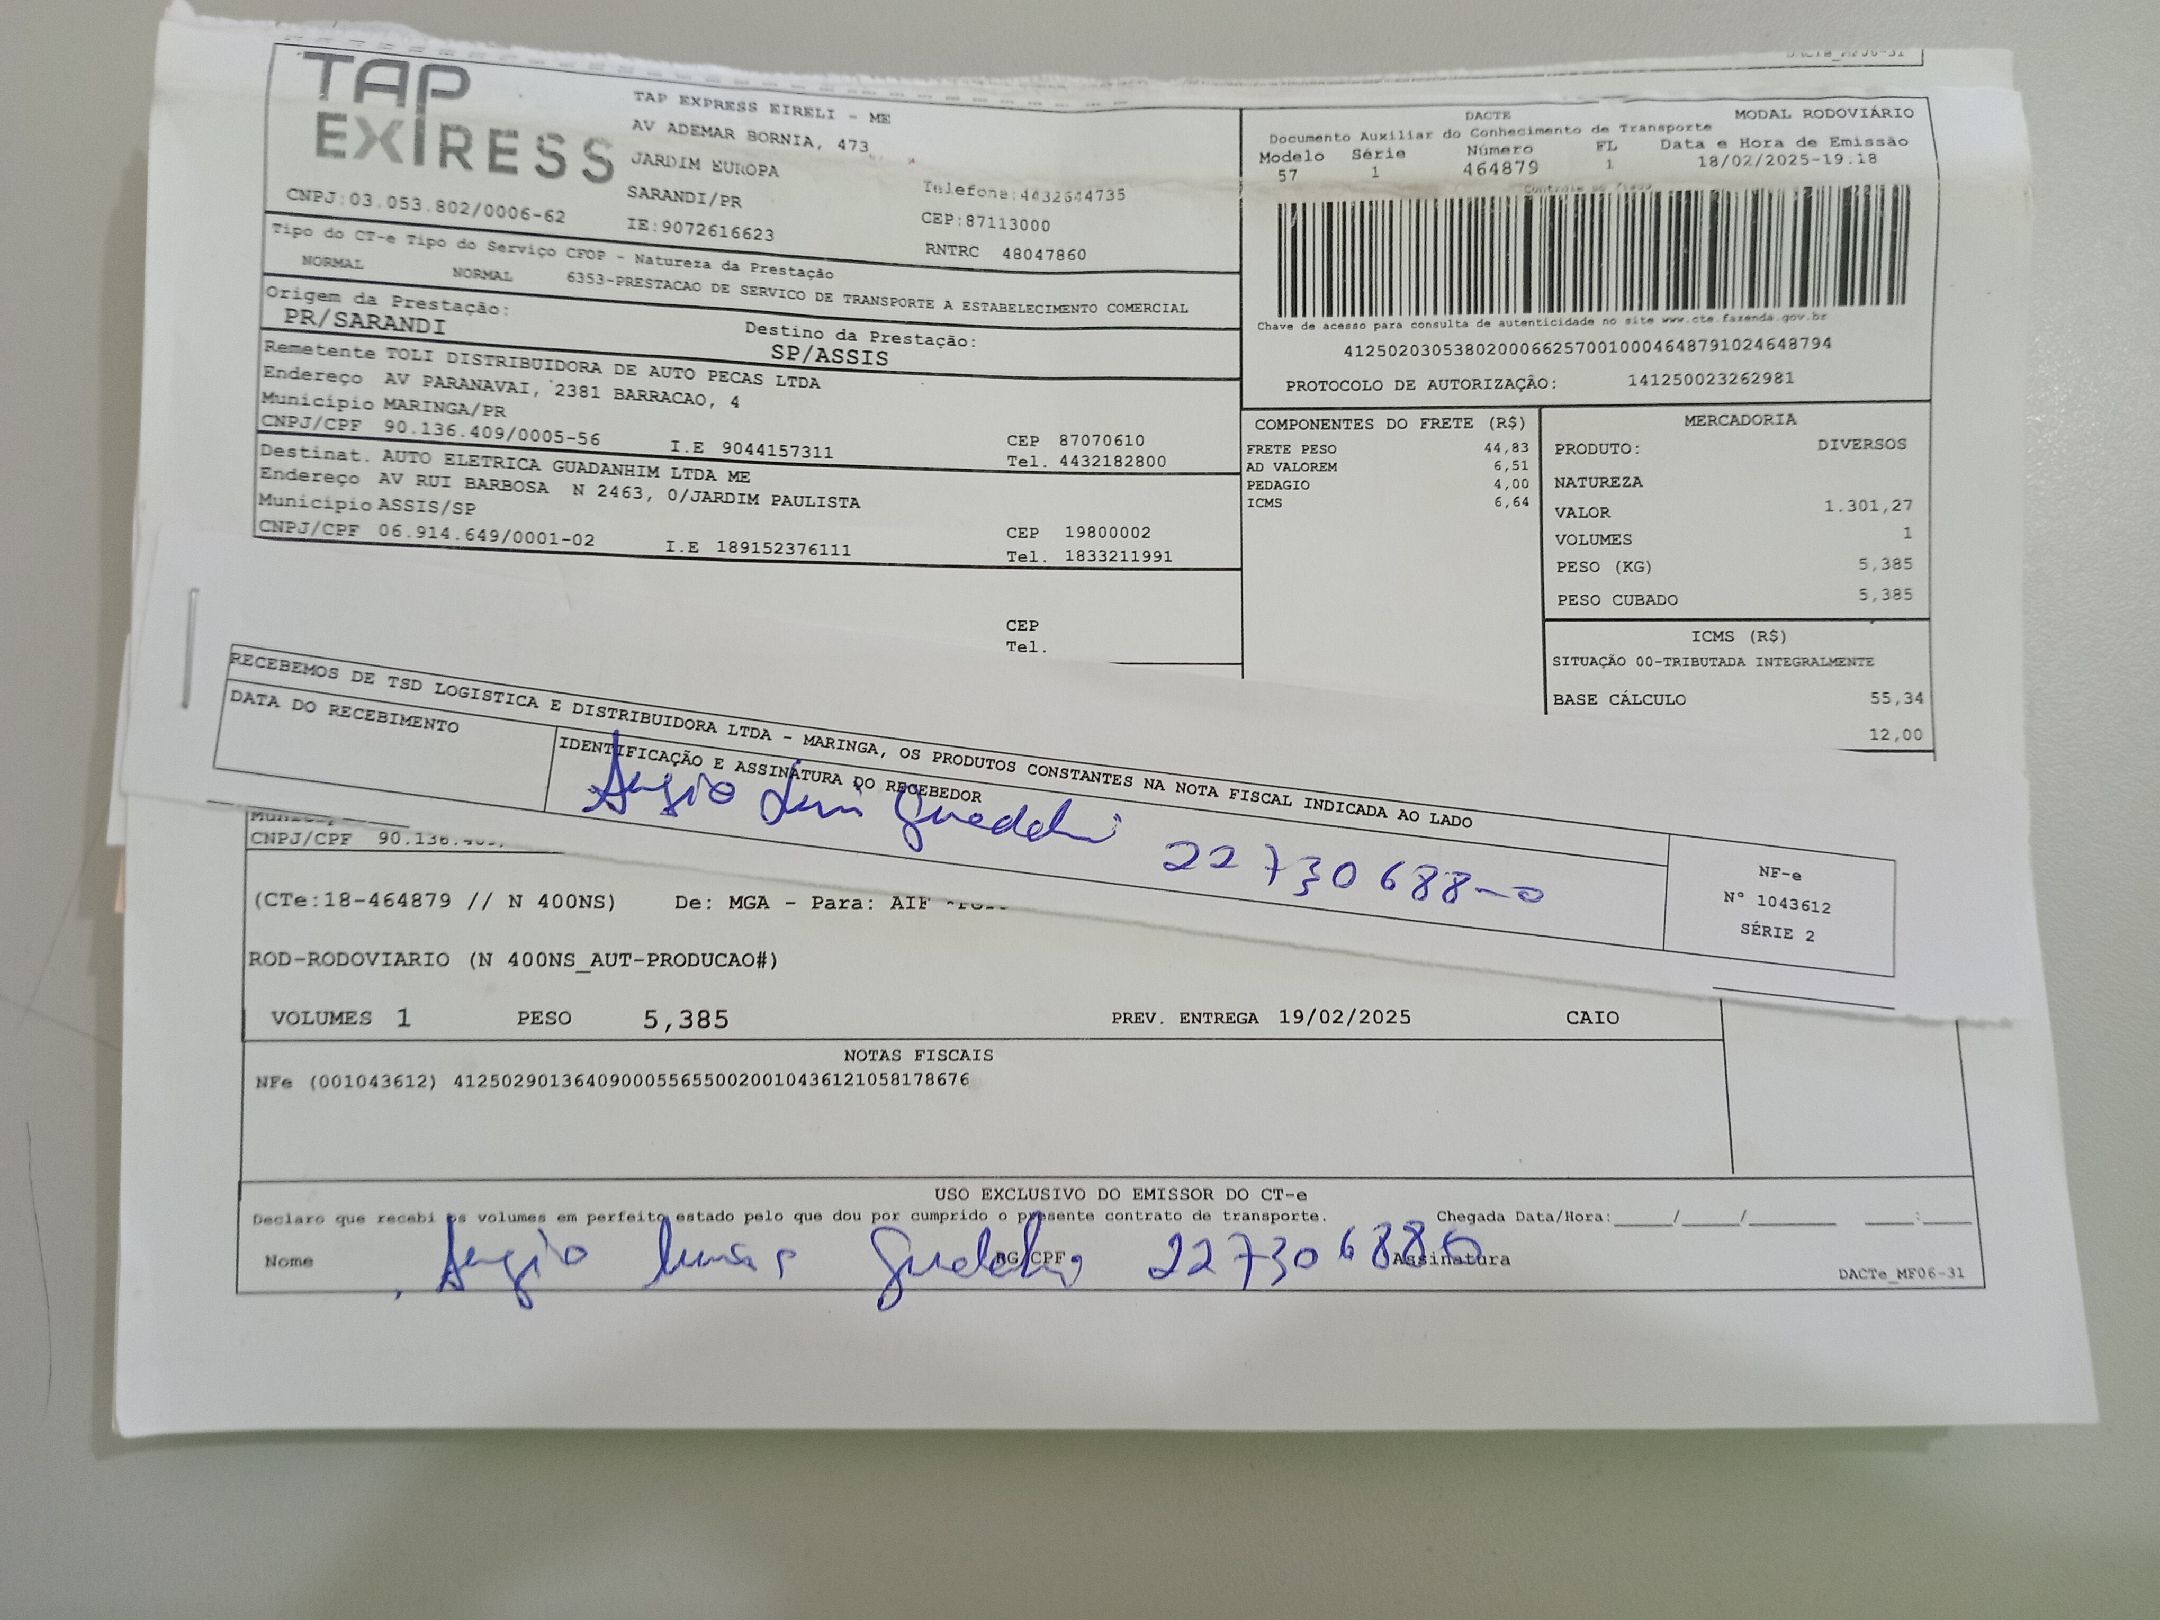 TAP
EXPRESS
TAP EXPRESS EIRELI - ME
AV ADEMAR BORNIA, 473
JARDIM EUROPA
SARANDI/PR
Telefone:4432644735
CNPJ:03.053.802/0006-62
IE:9072616623
CEP:87113000
RNTRC 48047860
Tipo do CT-e Tipo do Serviço CFOP - Natureza da Prestação
NORMAL NORMAL 6353-PRESTACAO DE SERVICO DE TRANSPORTE A ESTABELECIMENTO COMERCIAL
Origem da Prestação:
PR/SARANDI
Destino da Prestação:
SP/ASSIS
Remetente TOLI DISTRIBUIDORA DE AUTO PECAS LTDA
Endereço AV PARANAVAI, 2381 BARRACAO, 4
Município MARINGA/PR
CEP 87070610
CNPJ/CPF 90.136.409/0005-56 I.E 9044157311 Tel. 4432182800
Destinat. AUTO ELETRICA GUADANHIM LTDA ME
Endereço AV RUI BARBOSA N 2463, 0/JARDIM PAULISTA
Município ASSIS/SP
CEP 19800002
CNPJ/CPF 06.914.649/0001-02 I.E 189152376111 Tel. 1833211991
CEP
Tel.
DACTe_MF06-31
DACTE MODAL RODOVIÁRIO
Documento Auxiliar do Conhecimento de Transporte
Modelo Série Número FL Data e Hora de Emissão
57 1 464879 1 18/02/2025-19:18
Controle do Fisco
Chave de acesso para consulta de autenticidade no site www.cte.fazenda.gov.br
41250203053802000662570010004648791024648794
PROTOCOLO DE AUTORIZAÇÃO: 141250023262981
COMPONENTES DO FRETE (R$)
FRETE PESO 44,83
AD VALOREM 6,51
PEDAGIO 4,00
ICMS 6,64
MERCADORIA
PRODUTO: DIVERSOS
NATUREZA
VALOR 1.301,27
VOLUMES 1
PESO (KG) 5,385
PESO CUBADO 5,385
ICMS (R$)
SITUAÇÃO 00-TRIBUTADA INTEGRALMENTE
BASE CÁLCULO 55,34
12,00
RECEBEMOS DE TSD LOGISTICA E DISTRIBUIDORA LTDA - MARINGA, OS PRODUTOS CONSTANTES NA NOTA FISCAL INDICADA AO LADO
DATA DO RECEBIMENTO
IDENTIFICAÇÃO E ASSINATURA DO RECEBEDOR
Sergio 22730688-0
NF-e
N° 1043612
SÉRIE 2
CNPJ/CPF 90.136.
(CTe:18-464879 // N 400NS) De: MGA - Para:
ROD-RODOVIARIO (N 400NS_AUT-PRODUCAO#)
VOLUMES 1 PESO 5,385 PREV. ENTREGA 19/02/2025 CAIO
NOTAS FISCAIS
NFe (001043612) 41250290136409000556550020010436121058178676
USO EXCLUSIVO DO EMISSOR DO CT-e
Declaro que recebi os volumes em perfeito estado pelo que dou por cumprido o presente contrato de transporte. Chegada Data/Hora:____/____/______ ____:____
Nome Sergio RG/CPF 227306880 Assinatura
DACTe_MF06-31